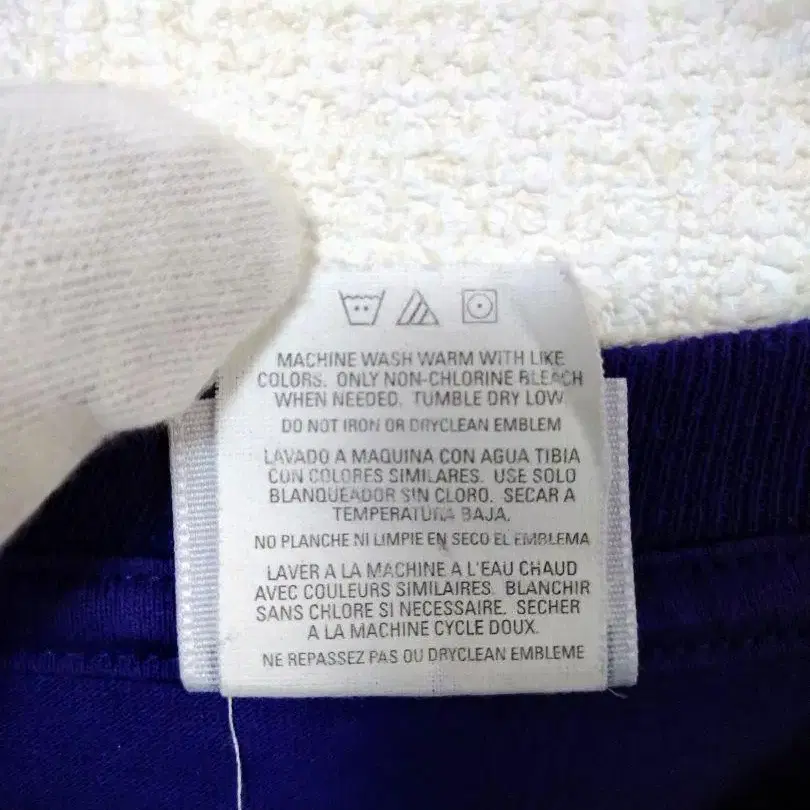 MACHINE WASH WARM WITH LIKE
COLORS. ONLY NON-CHLORINE BLEACH
WHEN NEEDED. TUMBLE DRY LOW
DO NOT IRON OR DRYCLEAN EMBLEM
LAVADO A MAQUINA CON AGUA TIBIA
CON COLORES SIMILARES. USE SOLO
BLANQUEADOR SIN CLORO. SECAR A
TEMPERATURA BAJA.
NO PLANCHE NI LIMPIE EN SECO EL EMBLEMA
LAVER A LA MACHINE A L'EAU CHAUD
AVEC COULEURS SIMILAIRES. BLANCHIR
SANS CHLORE SI NECESSAIRE. SECHER
A LA MACHINE CYCLE DOUX.
NE REPASSEZ PAS OU DRYCLEAN EMBLEME